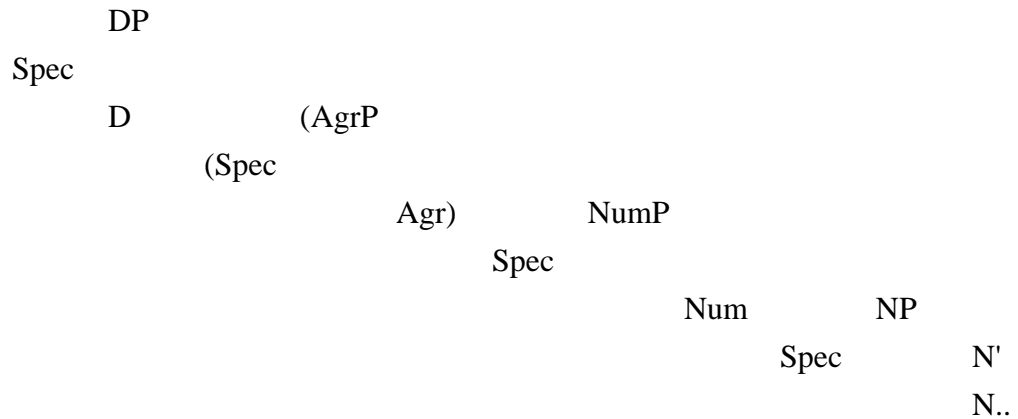 DP
Spec
D (AgrP
(Spec
Agr) NumP
Spec
Num NP
Spec N'
N..